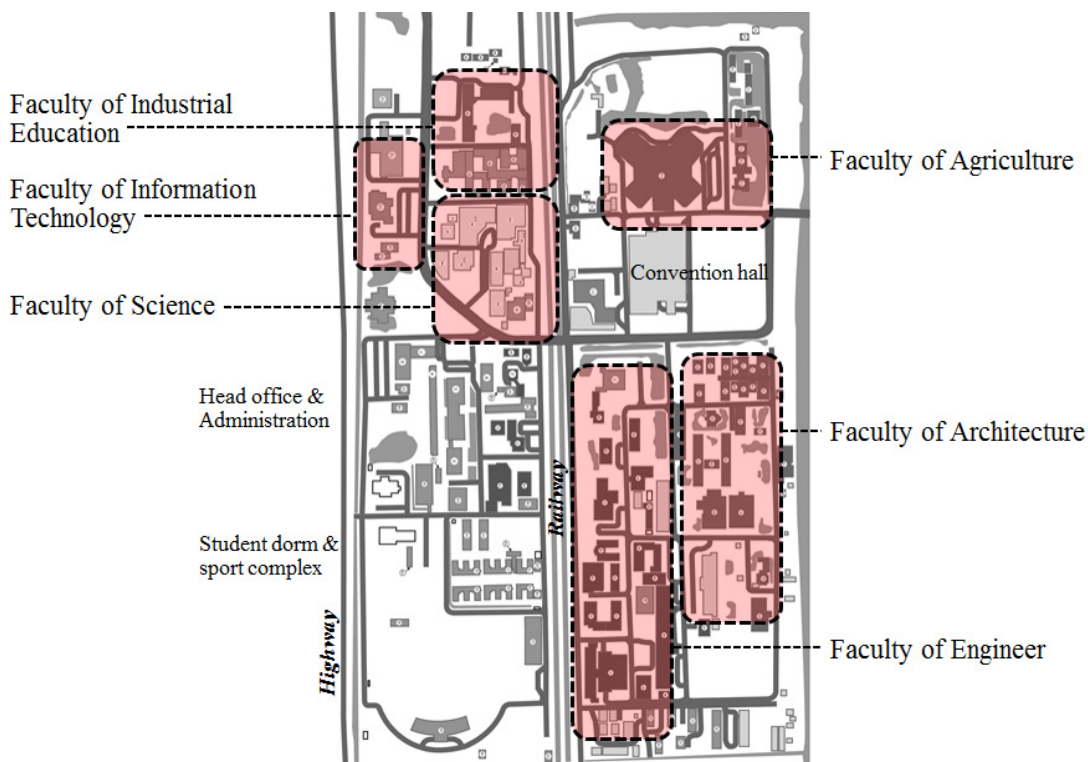 Faculty of Industrial
Education
Faculty of Information
Technology
Faculty of Science
Head office &
Administration
Student dorm &
sport complex
Highway
Railway
Convention hall
Faculty of Agriculture
Faculty of Architecture
Faculty of Engineer